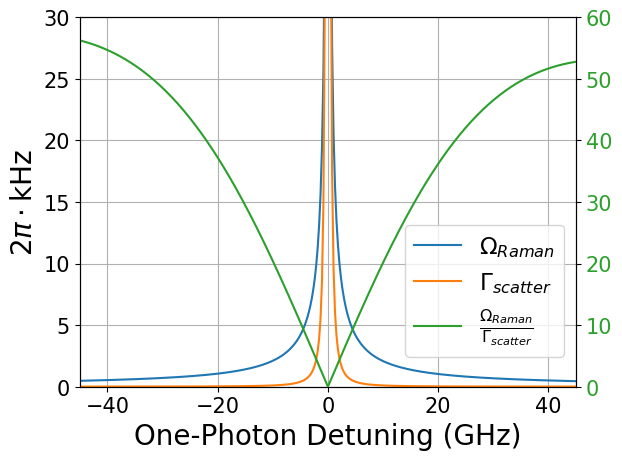 30
25
20
15
10
5
0
2π · kHz
60
50
40
30
20
10
0
Ω_Raman
Γ_scatter
Ω_Raman
Γ_scatter
−40 −20 0 20 40
One-Photon Detuning (GHz)